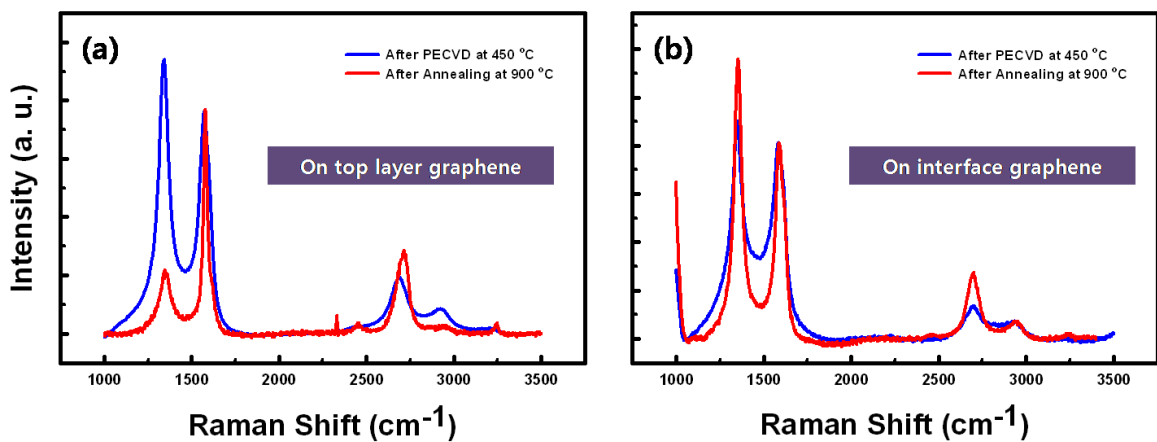 (a)
After PECVD at 450 °C
After Annealing at 900 °C
On top layer graphene
Intensity (a. u.)
1000 1500 2000 2500 3000 3500
Raman Shift (cm⁻¹)
(b)
After PECVD at 450 °C
After Annealing at 900 °C
On interface graphene
1000 1500 2000 2500 3000 3500
Raman Shift (cm⁻¹)